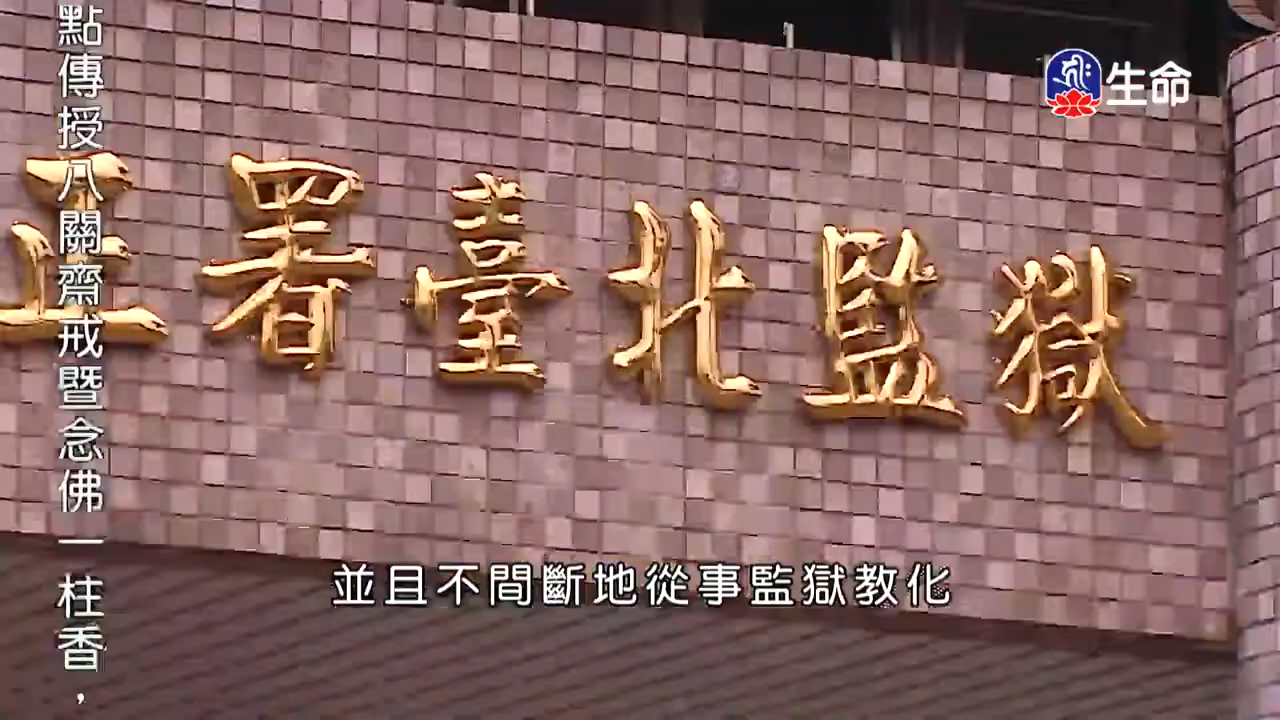 點傳授八關齋戒暨念佛一柱香，
生命
正署臺北監獄
並且不間斷地從事監獄教化